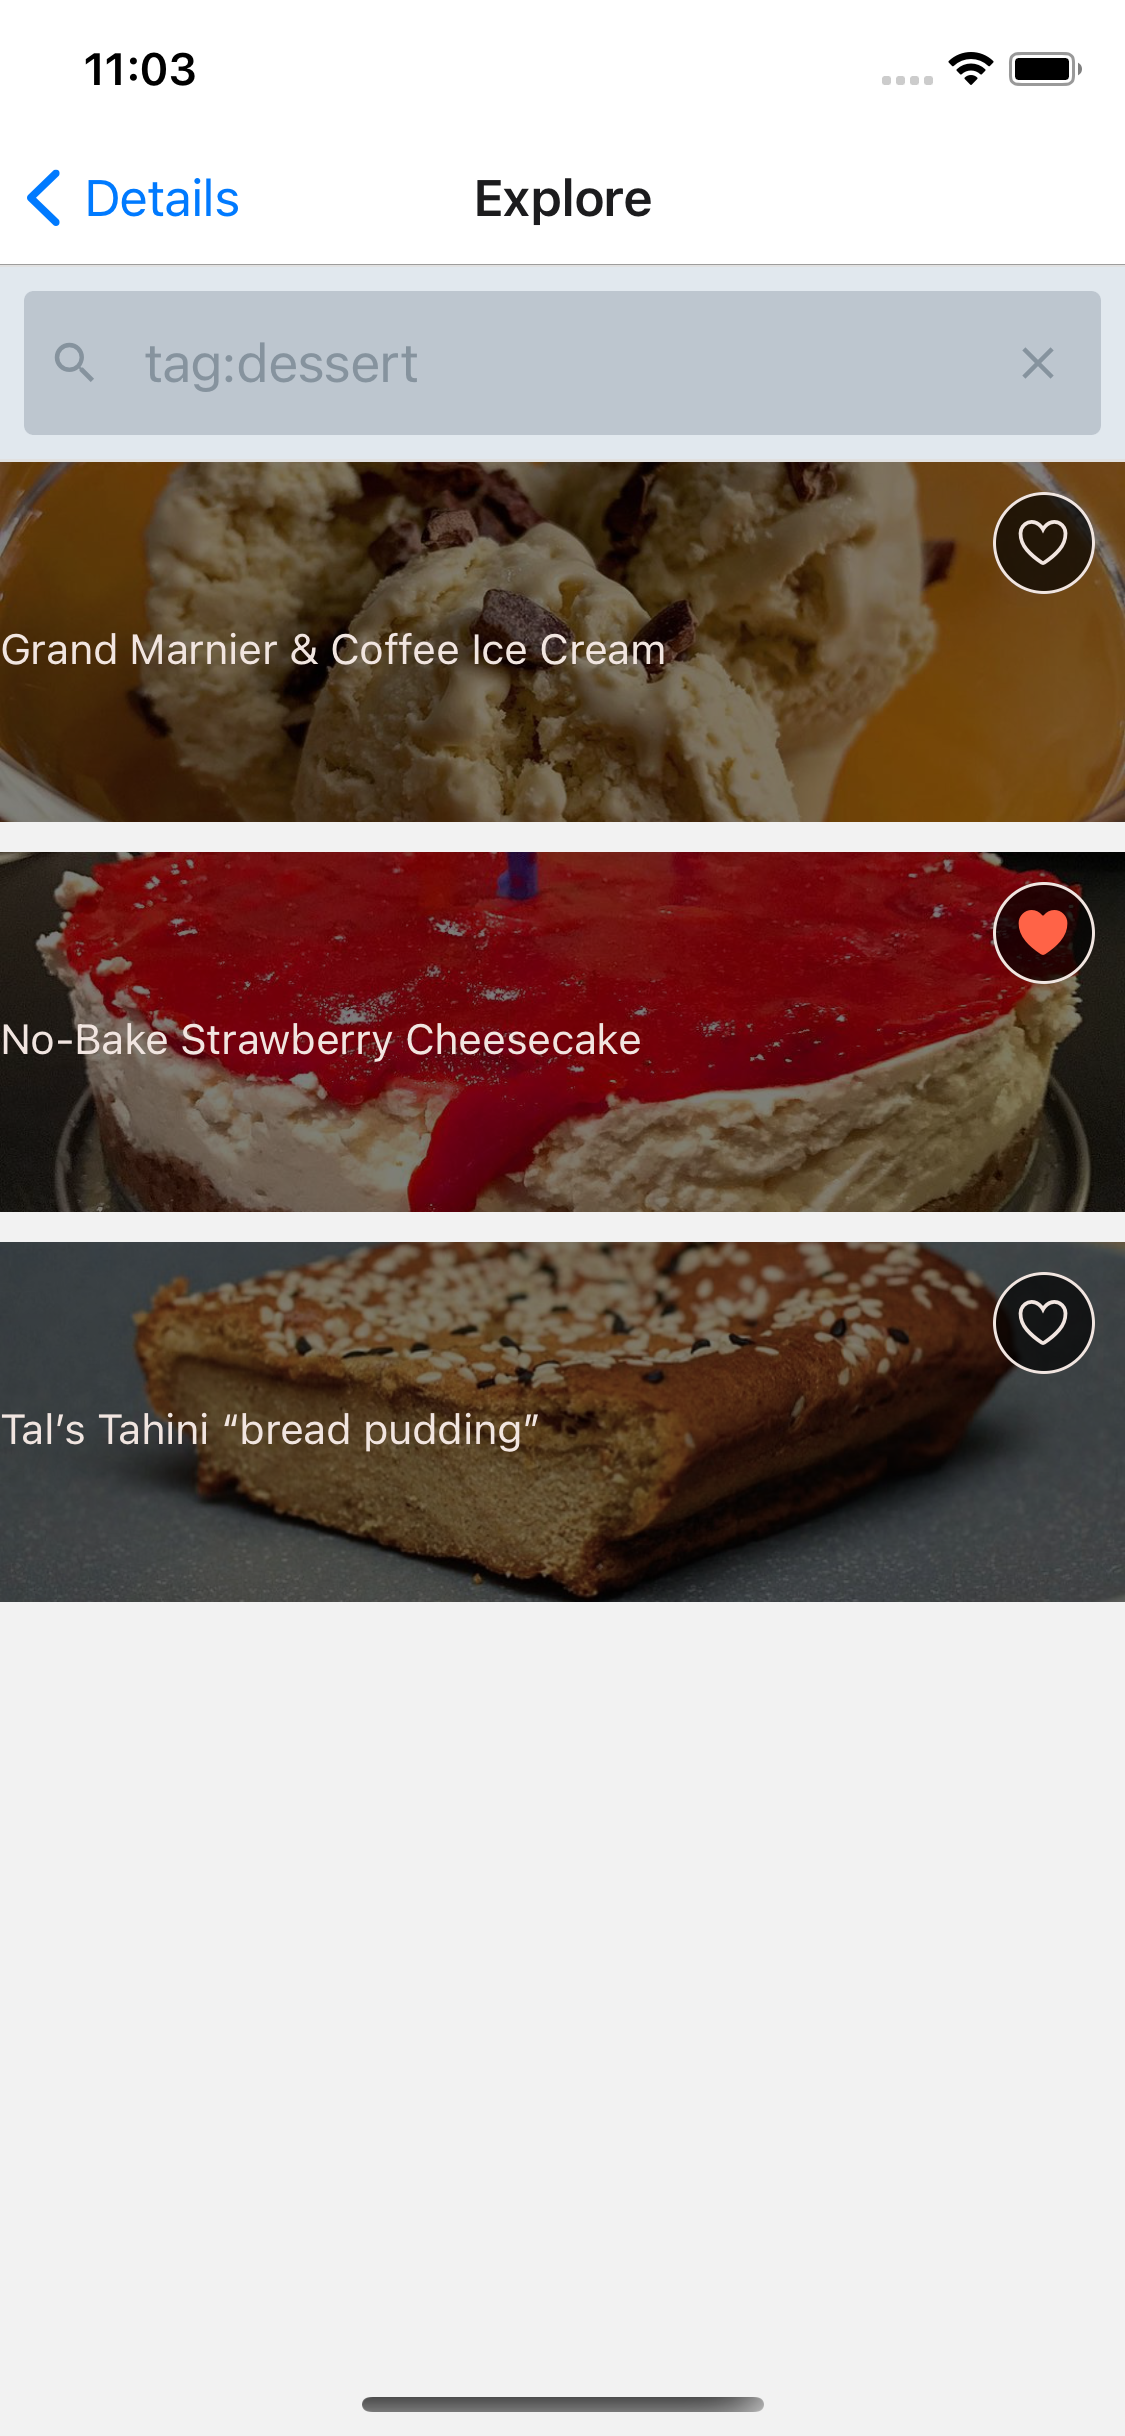 11:03
Details
Explore
tag:dessert
Grand Marnier & Coffee Ice Cream
No-Bake Strawberry Cheesecake
Tal’s Tahini “bread pudding”